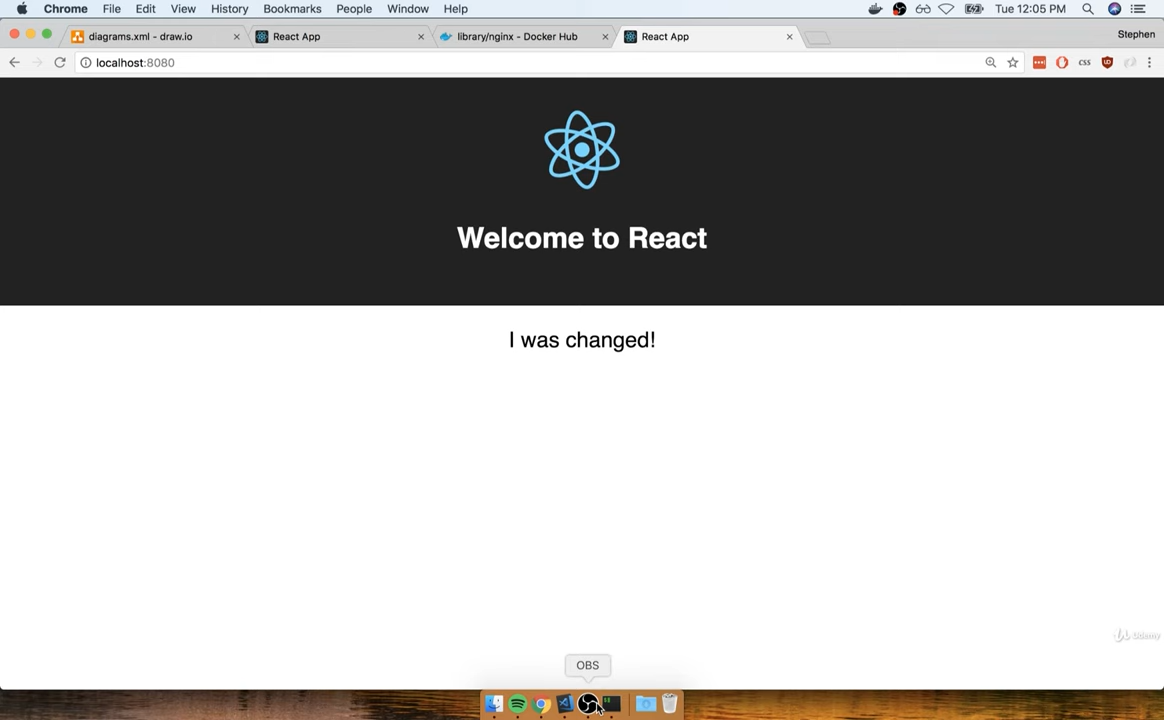 Chrome File Edit View History Bookmarks People Window Help Tue 12:05 PM
diagrams.xml - draw.io React App library/nginx - Docker Hub React App Stephen
localhost:8080 CSS
Welcome to React
I was changed!
Udemy
OBS